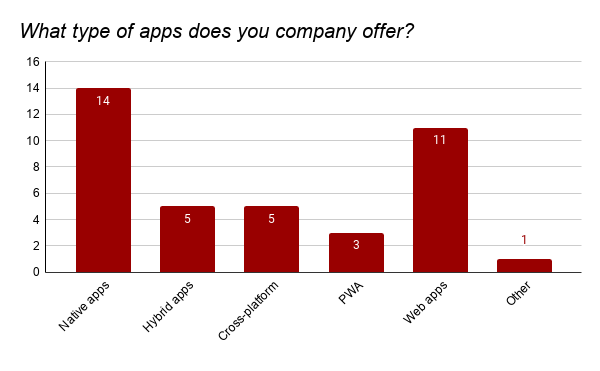 What type of apps does you company offer?
16
14
12
10
8
6
4
2
0
14
5
5
3
11
1
Native apps
Hybrid apps
Cross-platform
PWA
Web apps
Other